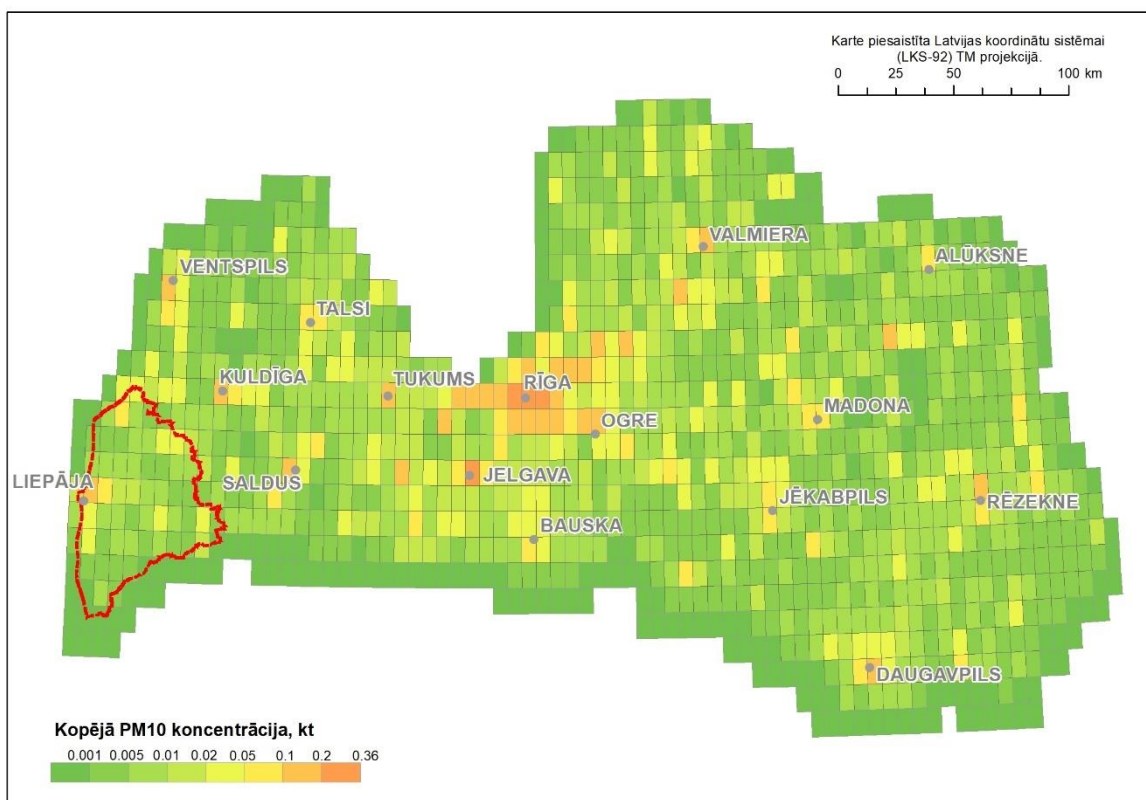 Karte piesaistīta Latvijas koordinātu sistēmai
(LKS-92) TM projekcijā.
0 25 50 100 km
VALMIERA
ALŪKSNE
VENTSPILS
TALSI
KULDĪGA
TUKUMS
RĪGA
MADONA
OGRE
LIEPĀJA
SALDUS
JELGAVA
JĒKABPILS
RĒZEKNE
BAUSKA
DAUGAVPILS
Kopējā PM10 koncentrācija, kt
0.001 0.005 0.01 0.02 0.05 0.1 0.2 0.36